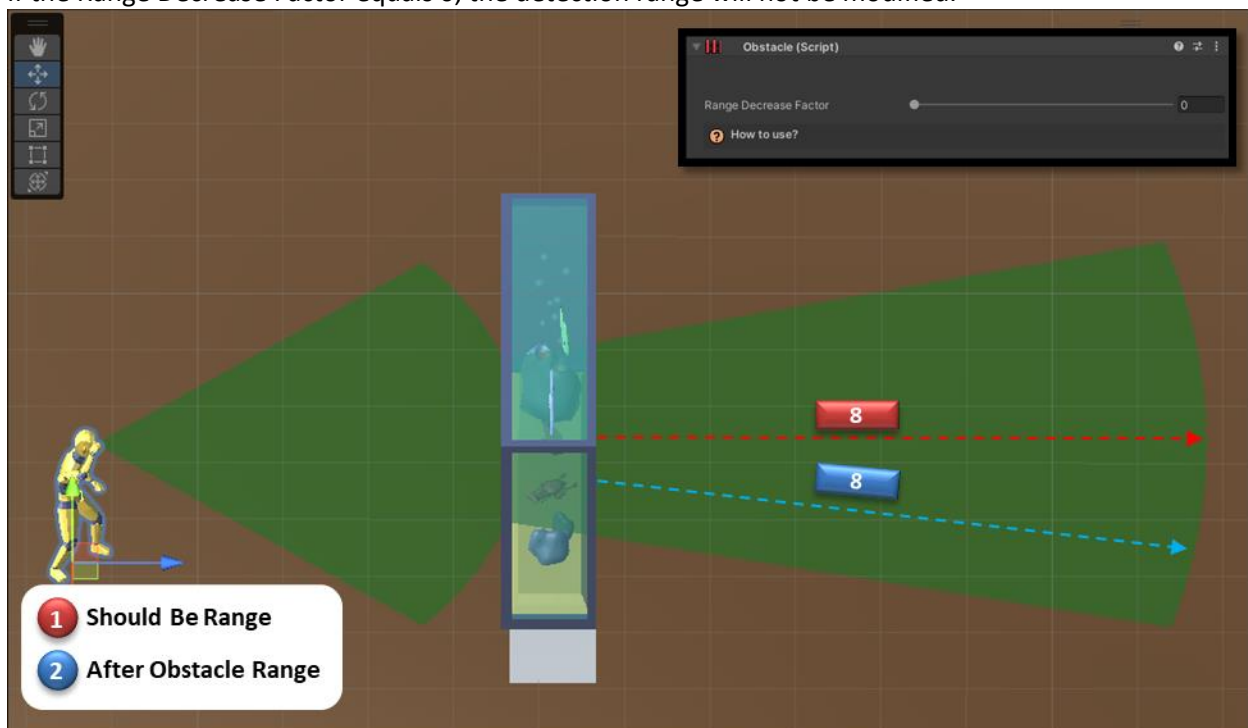 If the Range Decrease Factor equals 0, the detection range will not be modified.
Obstacle (Script)
Range Decrease Factor
0
? How to use?
8
8
1 Should Be Range
2 After Obstacle Range